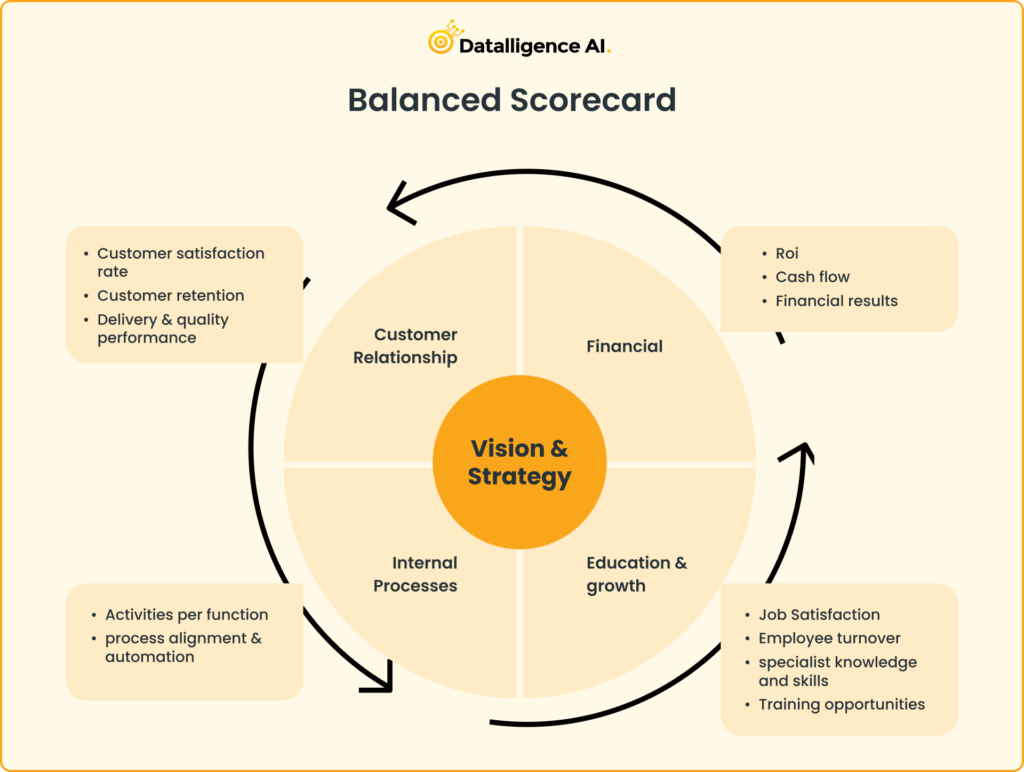 Datalligence AI.
Balanced Scorecard
• Customer satisfaction
rate
• Customer retention
• Delivery & quality
performance
• Roi
• Cash flow
• Financial results
Customer
Relationship
Financial
Vision &
Strategy
Internal
Processes
Education &
growth
• Activities per function
• process alignment &
automation
• Job Satisfaction
• Employee turnover
• specialist knowledge
and skills
• Training opportunities